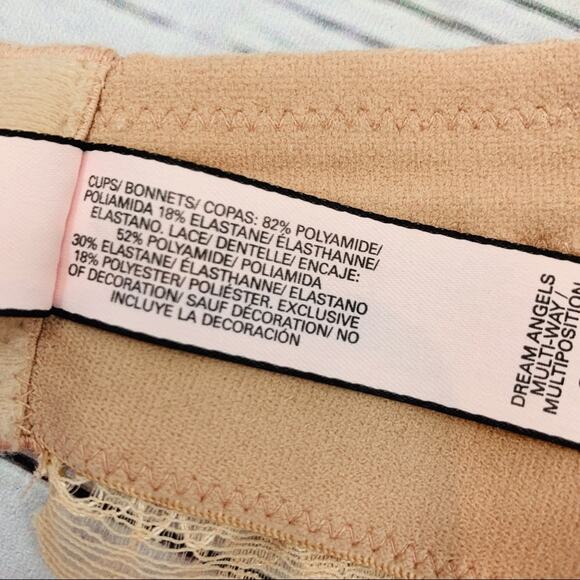 CUPS/ BONNETS/ COPAS: 82% POLYAMIDE/
POLIAMIDA 18% ELASTANE/ ÉLASTHANNE/
ELASTANO. LACE/ DENTELLE/ ENCAJE:
52% POLYAMIDE/ POLIAMIDA
30% ELASTANE/ ÉLASTHANNE/ ELASTANO
18% POLYESTER/ POLIÉSTER. EXCLUSIVE
OF DECORATION/ SAUF DÉCORATION/ NO
INCLUYE LA DECORACIÓN
DREAM ANGELS
MULTI-WAY
MULTIPOSITION